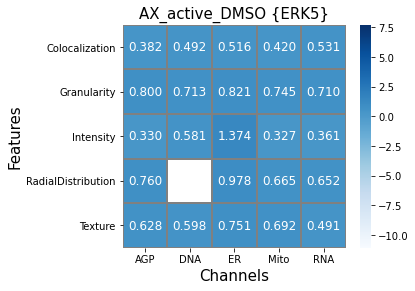 AX_active_DMSO {ERK5}
Features
Colocalization 0.382 0.492 0.516 0.420 0.531
Granularity 0.800 0.713 0.821 0.745 0.710
Intensity 0.330 0.581 1.374 0.327 0.361
RadialDistribution 0.760 0.978 0.665 0.652
Texture 0.628 0.598 0.751 0.692 0.491
AGP DNA ER Mito RNA
Channels
7.5
5.0
2.5
0.0
-2.5
-5.0
-7.5
-10.0